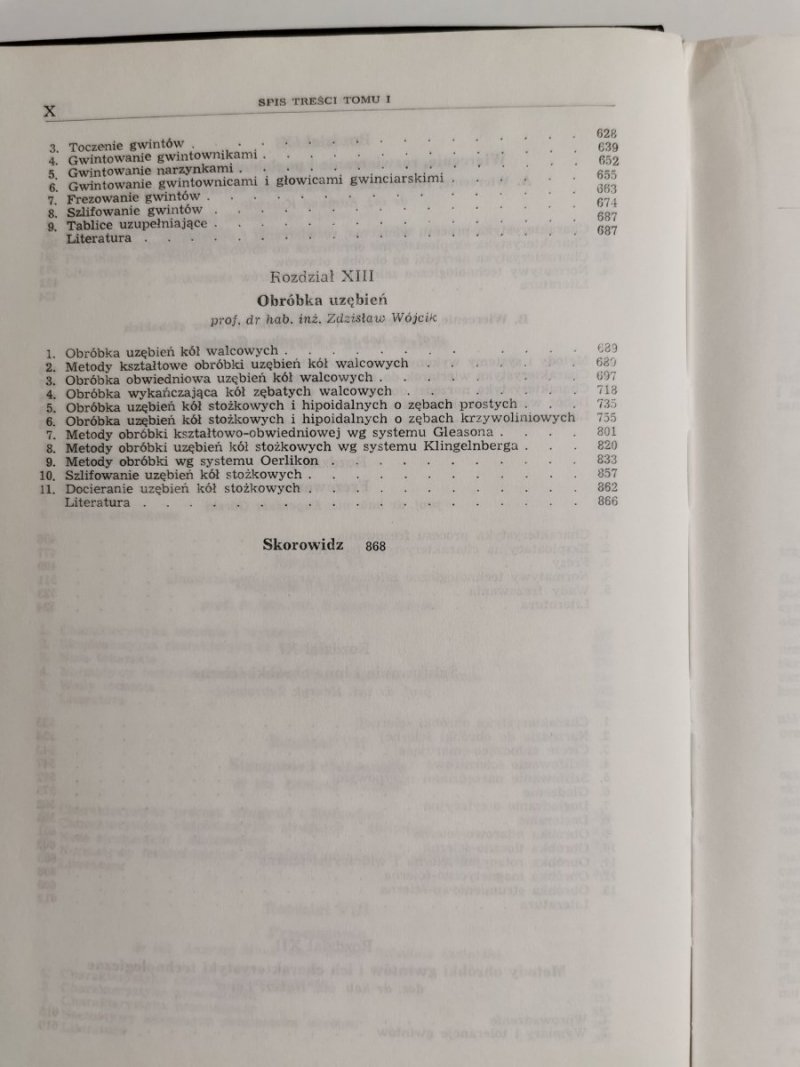 X
SPIS TREŚCI TOMU I
3. Toczenie gwintów . . . . . . . . . . . . . . . . . 628
4. Gwintowanie gwintownikami . . . . . . . . . . . . . . 639
5. Gwintowanie narzynkami . . . . . . . . . . . . . . . 652
6. Gwintowanie gwintownicami i głowicami gwinciarskimi . . . . . . 655
7. Frezowanie gwintów . . . . . . . . . . . . . . . . 663
8. Szlifowanie gwintów . . . . . . . . . . . . . . . . 674
9. Tablice uzupełniające . . . . . . . . . . . . . . . . 687
Literatura . . . . . . . . . . . . . . . . . . . 687
Rozdział XIII
Obróbka uzębień
prof. dr hab. inż. Zdzisław Wójcik
1. Obróbka uzębień kół walcowych . . . . . . . . . . . . . 689
2. Metody kształtowe obróbki uzębień kół walcowych . . . . . . . 689
3. Obróbka obwiedniowa uzębień kół walcowych . . . . . . . . . 697
4. Obróbka wykańczająca kół zębatych walcowych . . . . . . . . 718
5. Obróbka uzębień kół stożkowych i hipoidalnych o zębach prostych . . . 735
6. Obróbka uzębień kół stożkowych i hipoidalnych o zębach krzywoliniowych 755
7. Metody obróbki kształtowo-obwiedniowej wg systemu Gleasona . . . . 801
8. Metody obróbki uzębień kół stożkowych wg systemu Klingelnberga . . . 820
9. Metody obróbki wg systemu Oerlikon . . . . . . . . . . . 833
10. Szlifowanie uzębień kół stożkowych . . . . . . . . . . . . 857
11. Docieranie uzębień kół stożkowych . . . . . . . . . . . . 862
Literatura . . . . . . . . . . . . . . . . . . . 866
Skorowidz 868